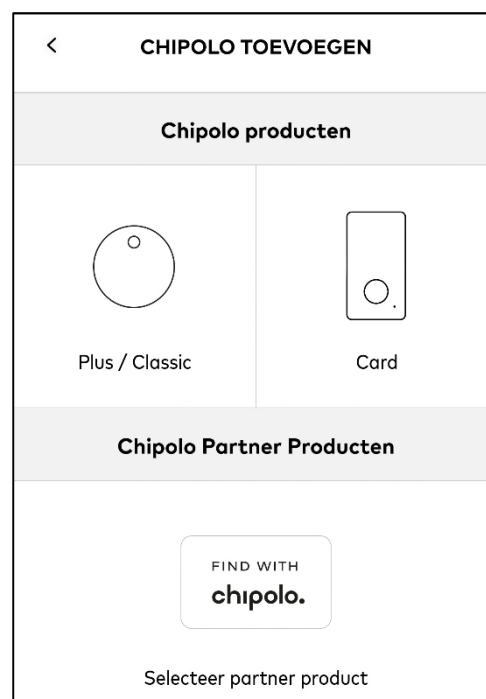 CHIPOLO TOEVOEGEN
Chipolo producten
Plus / Classic
Card
Chipolo Partner Producten
FIND WITH
chipolo.
Selecteer partner product